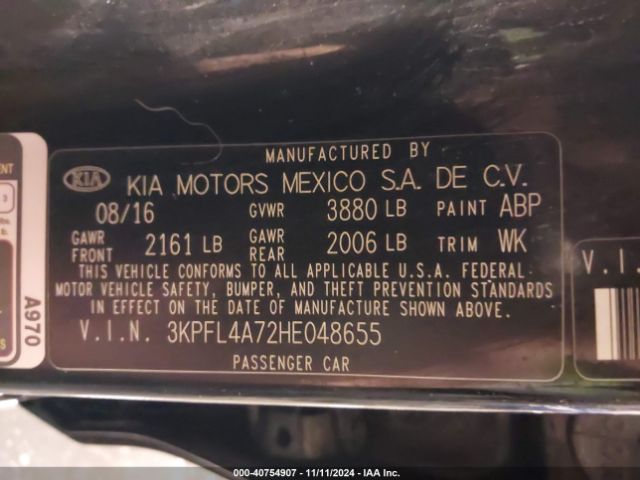 MANUFACTURED BY
KIA KIA MOTORS MEXICO S.A. DE C.V.
08/16 GVWR 3880 LB PAINT ABP
GAWR FRONT 2161 LB GAWR REAR 2006 LB TRIM WK
THIS VEHICLE CONFORMS TO ALL APPLICABLE U.S.A. FEDERAL
MOTOR VEHICLE SAFETY, BUMPER, AND THEFT PREVENTION STANDARDS
IN EFFECT ON THE DATE OF MANUFACTURE SHOWN ABOVE.
V.I.N. 3KPFL4A72HE048655
PASSENGER CAR
A970
V.I.
000-40754907 - 11/11/2024 - IAA Inc.